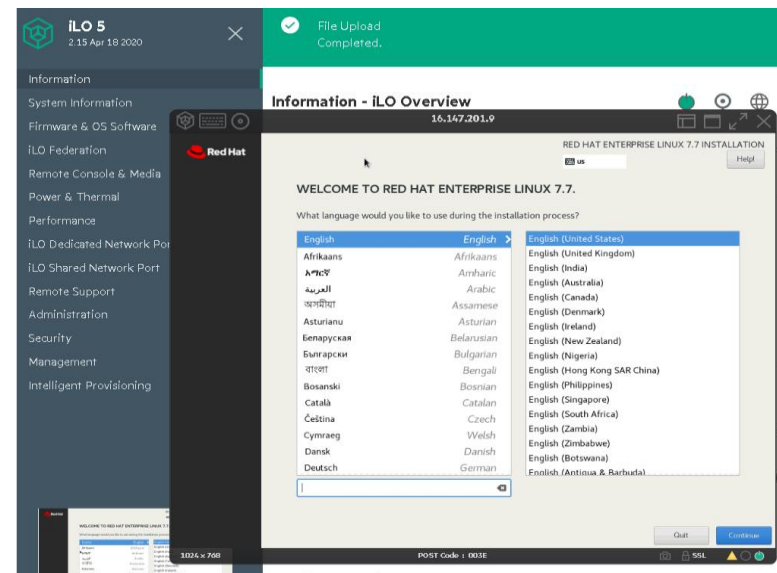 iLO 5
2.15 Apr 18 2020
File Upload
Completed.
Information
System Information
Firmware & OS Software
iLO Federation
Remote Console & Media
Power & Thermal
Performance
iLO Dedicated Network Por
iLO Shared Network Port
Remote Support
Administration
Security
Management
Intelligent Provisioning
Information - iLO Overview
16.147.201.9
Red Hat
RED HAT ENTERPRISE LINUX 7.7 INSTALLATION
us
Help!
WELCOME TO RED HAT ENTERPRISE LINUX 7.7.
What language would you like to use during the installation process?
English English
Afrikaans Afrikaans
አማርኛ Amharic
العربية Arabic
অসমীয়া Assamese
Asturianu Asturian
Беларуская Belarusian
Български Bulgarian
বাংলা Bengali
Bosanski Bosnian
Català Catalan
Čeština Czech
Cymraeg Welsh
Dansk Danish
Deutsch German
English (United States)
English (United Kingdom)
English (India)
English (Australia)
English (Canada)
English (Denmark)
English (Ireland)
English (New Zealand)
English (Nigeria)
English (Hong Kong SAR China)
English (Philippines)
English (Singapore)
English (South Africa)
English (Zambia)
English (Zimbabwe)
English (Botswana)
English (Antigua & Barbuda)
Quit
Continue
1024 x 768
POST Code : 003E
SSL
WELCOME TO RED HAT ENTERPRISE LINUX 7.7